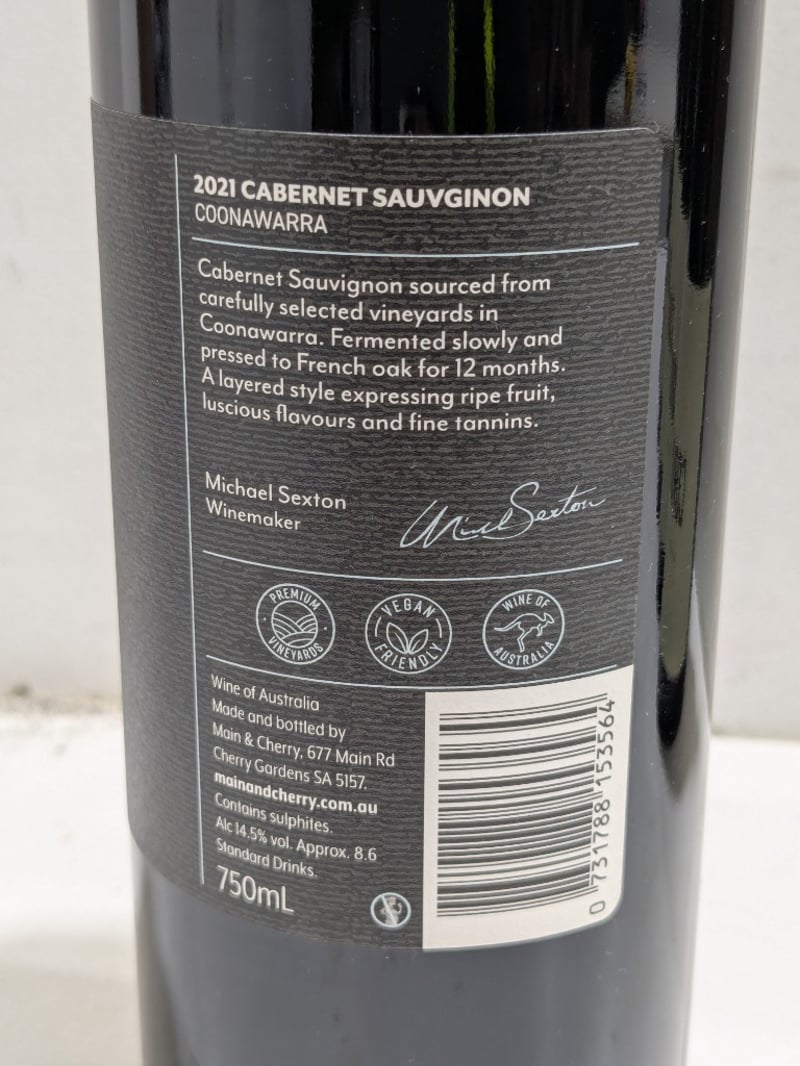 2021 CABERNET SAUVGINON
COONAWARRA
Cabernet Sauvignon sourced from
carefully selected vineyards in
Coonawarra. Fermented slowly and
pressed to French oak for 12 months.
A layered style expressing ripe fruit,
luscious flavours and fine tannins.
Michael Sexton
Winemaker
PREMIUM VINEYARDS
VEGAN FRIENDLY
WINE OF AUSTRALIA
Wine of Australia
Made and bottled by
Main & Cherry, 677 Main Rd
Cherry Gardens SA 5157.
mainandcherry.com.au
Contains sulphites.
Alc 14.5% vol. Approx. 8.6
Standard Drinks.
750mL
0 731788 153564